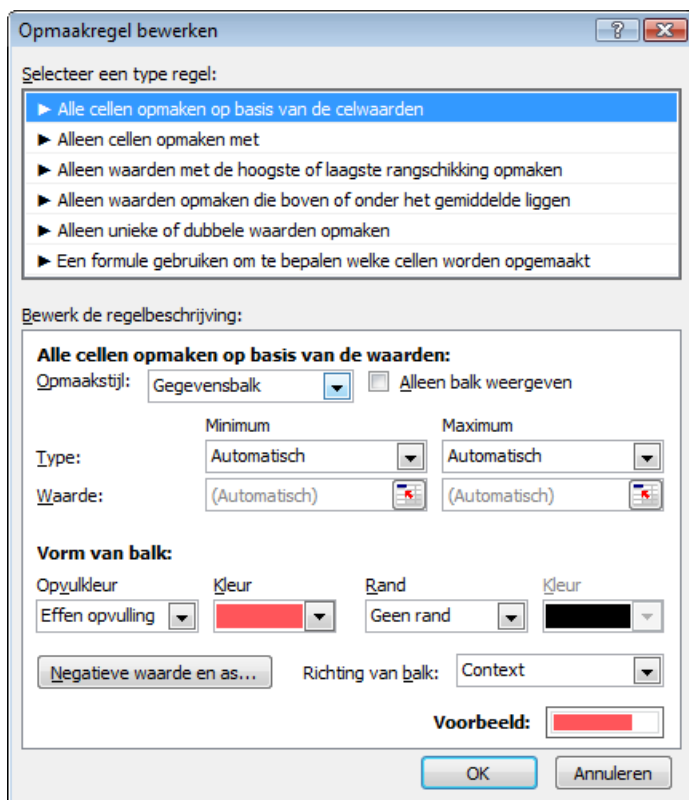 Opmaakregel bewerken
Selecteer een type regel:
► Alle cellen opmaken op basis van de celwaarden
► Alleen cellen opmaken met
► Alleen waarden met de hoogste of laagste rangschikking opmaken
► Alleen waarden opmaken die boven of onder het gemiddelde liggen
► Alleen unieke of dubbele waarden opmaken
► Een formule gebruiken om te bepalen welke cellen worden opgemaakt
Bewerk de regelbeschrijving:
Alle cellen opmaken op basis van de waarden:
Opmaakstijl: Gegevensbalk Alleen balk weergeven
Minimum Maximum
Type: Automatisch Automatisch
Waarde: (Automatisch) (Automatisch)
Vorm van balk:
Opvulkleur Kleur Rand Kleur
Effen opvulling Geen rand
Negatieve waarde en as... Richting van balk: Context
Voorbeeld:
OK Annuleren